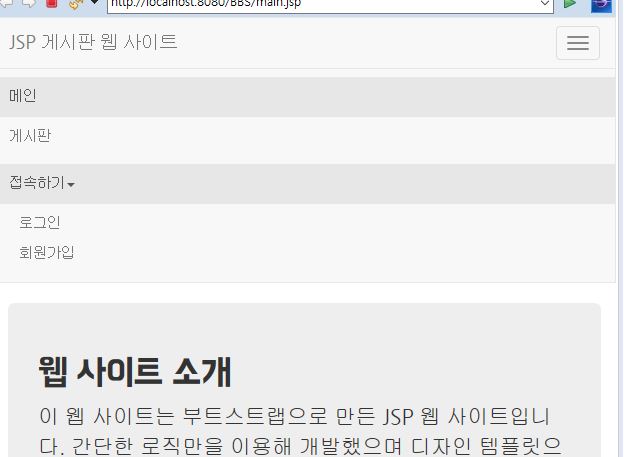 http://localhost:8080/BBS/main.jsp
JSP 게시판 웹 사이트
메인
게시판
접속하기
로그인
회원가입
웹 사이트 소개
이 웹 사이트는 부트스트랩으로 만든 JSP 웹 사이트입니
다. 간단한 로직만을 이용해 개발했으며 디자인 템플릿으